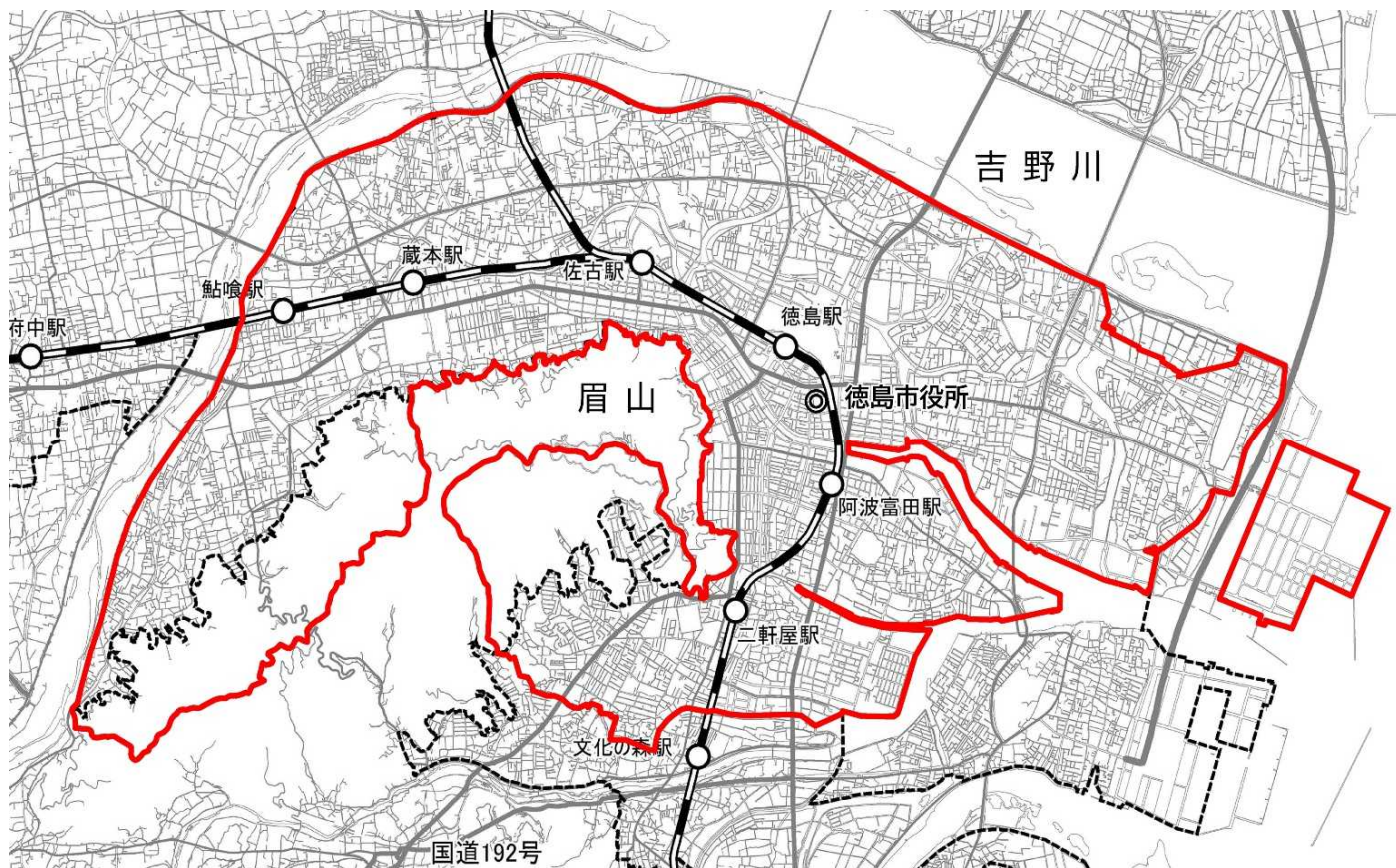 吉野川
蔵本駅
佐古駅
鮎喰駅
府中駅
徳島駅
眉山
徳島市役所
阿波富田駅
二軒屋駅
文化の森駅
国道192号